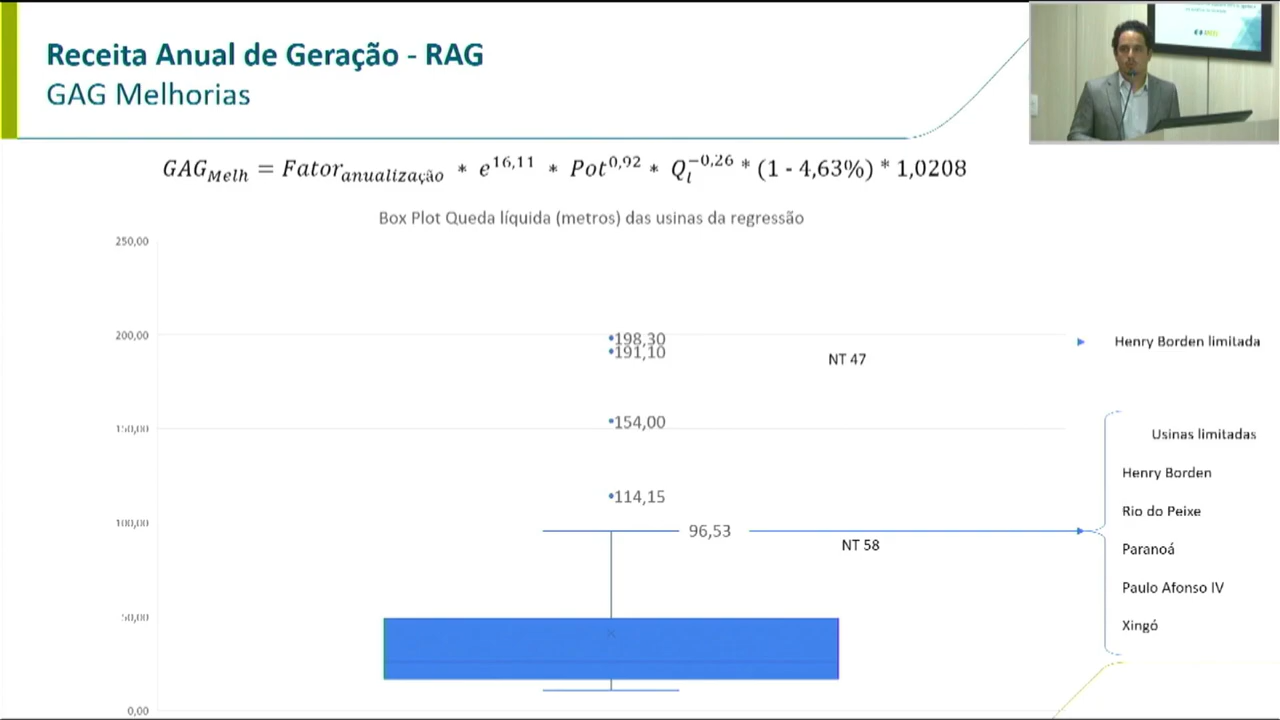 Receita Anual de Geração - RAG
GAG Melhorias
GAG_Melh = Fator_anualização * e^16,11 * Pot^0,92 * Q_l^-0,26 * (1 - 4,63%) * 1,0208
Box Plot Queda líquida (metros) das usinas da regressão
250,00
200,00
198,30
191,10
NT 47
Henry Borden limitada
154,00
150,00
Usinas limitadas
Henry Borden
114,15
Rio do Peixe
100,00
96,53
NT 58
Paranoá
Paulo Afonso IV
50,00
Xingó
0,00